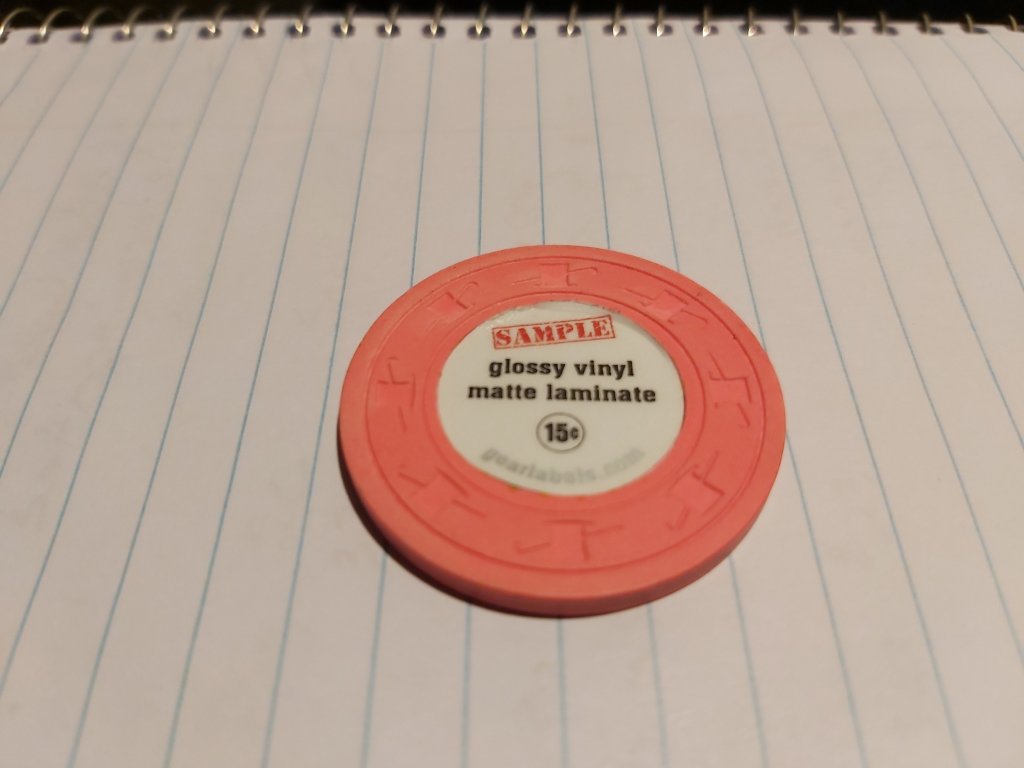 SAMPLE
glossy vinyl
matte laminate
15¢
gearlabels.com